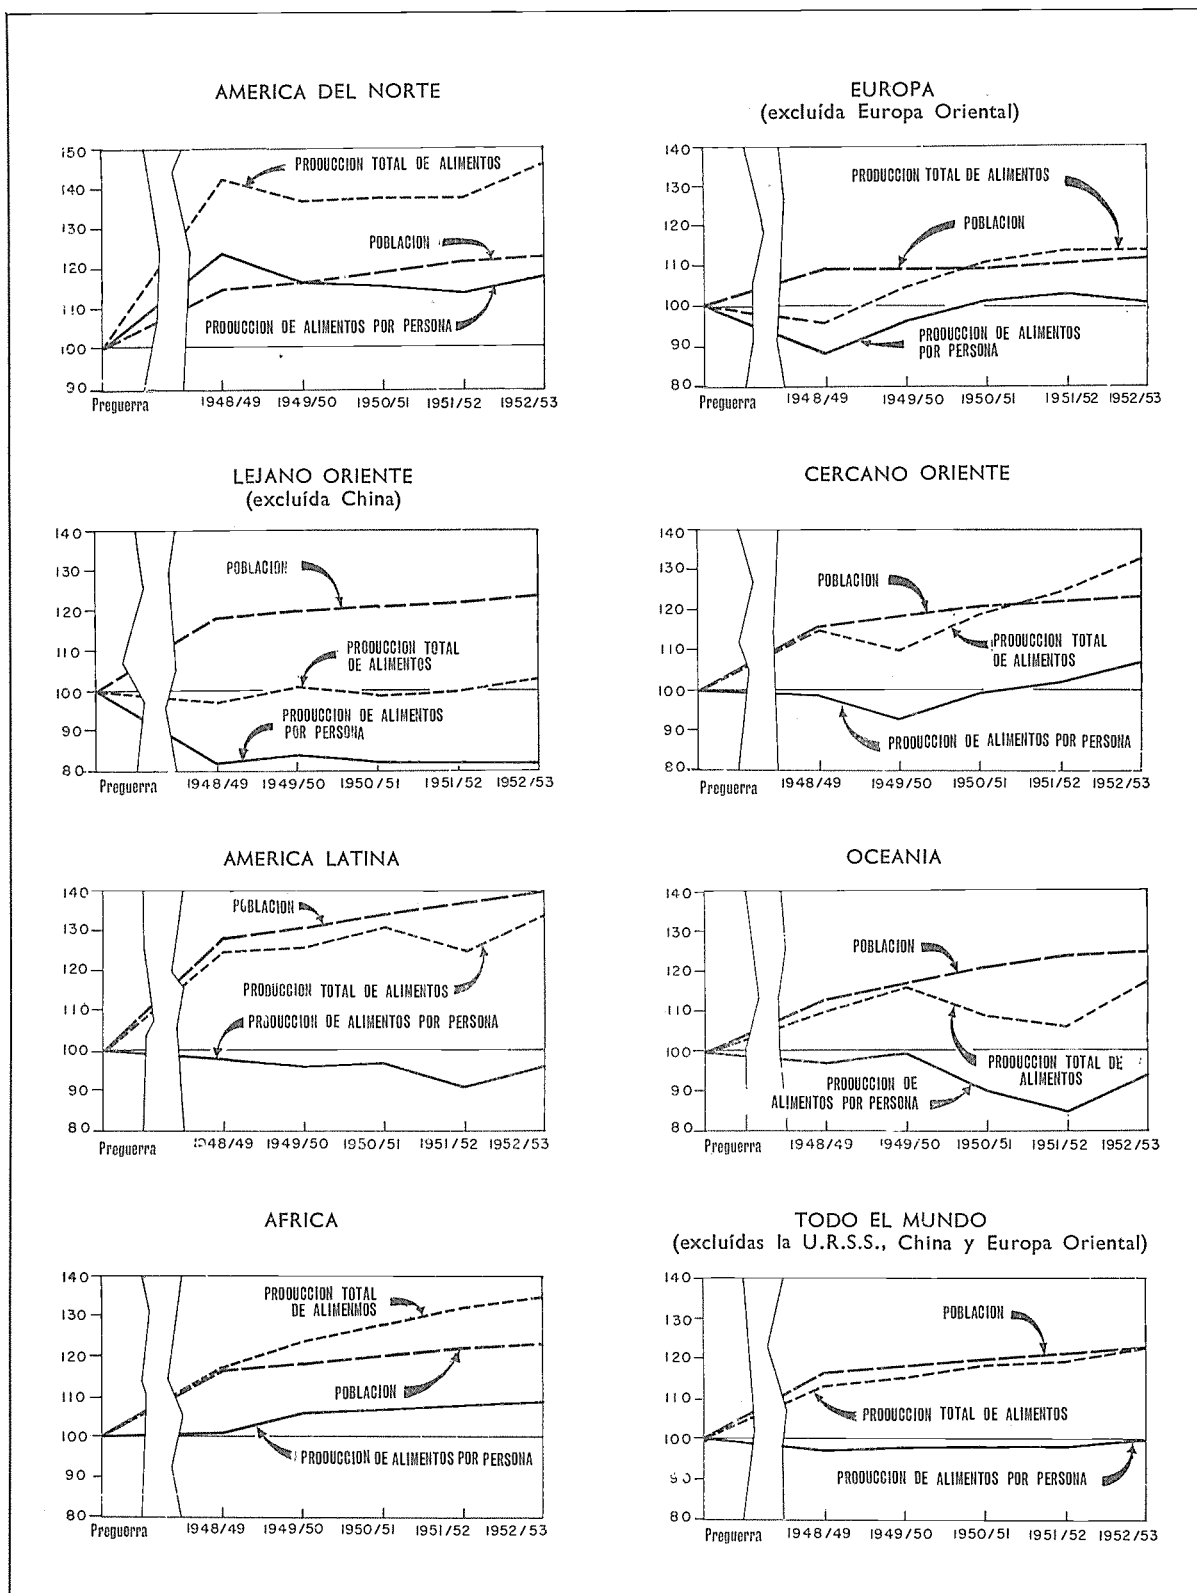 AMERICA DEL NORTE
150
140
130
120
110
100
90
PRODUCCION TOTAL DE ALIMENTOS
POBLACION
PRODUCCION DE ALIMENTOS POR PERSONA
Preguerra 1948/49 1949/50 1950/51 1951/52 1952/53
EUROPA
(excluída Europa Oriental)
140
130
120
110
100
90
80
PRODUCCION TOTAL DE ALIMENTOS
POBLACION
PRODUCCION DE ALIMENTOS
POR PERSONA
Preguerra 1948/49 1949/50 1950/51 1951/52 1952/53
LEJANO ORIENTE
(excluída China)
140
130
120
110
100
90
80
POBLACION
PRODUCCION TOTAL
DE ALIMENTOS
PRODUCCION DE ALIMENTOS
POR PERSONA
Preguerra 1948/49 1949/50 1950/51 1951/52 1952/53
CERCANO ORIENTE
140
130
120
110
100
90
80
POBLACION
PRODUCCION TOTAL
DE ALIMENTOS
PRODUCCION DE ALIMENTOS POR PERSONA
Preguerra 1948/49 1949/50 1950/51 1951/52 1952/53
AMERICA LATINA
140
130
120
110
100
90
80
POBLACION
PRODUCCION TOTAL DE ALIMENTOS
PRODUCCION DE ALIMENTOS POR PERSONA
Preguerra 1948/49 1949/50 1950/51 1951/52 1952/53
OCEANIA
140
130
120
110
100
90
80
POBLACION
PRODUCCION TOTAL DE
ALIMENTOS
PRODUCCION DE
ALIMENTOS POR PERSONA
Preguerra 1948/49 1949/50 1950/51 1951/52 1952/53
AFRICA
140
130
120
110
100
90
80
PRODUCCION TOTAL
DE ALIMENMOS
POBLACION
PRODUCCION DE ALIMENTOS POR PERSONA
Preguerra 1948/49 1949/50 1950/51 1951/52 1952/53
TODO EL MUNDO
(excluídas la U.R.S.S., China y Europa Oriental)
140
130
120
110
100
90
80
POBLACION
PRODUCCION TOTAL DE ALIMENTOS
PRODUCCION DE ALIMENTOS POR PERSONA
Preguerra 1948/49 1949/50 1950/51 1951/52 1952/53